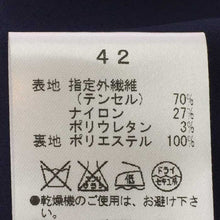 42
表地 指定外繊維
(テンセル) 70%
ナイロン 27%
ポリウレタン 3%
裏地 ポリエステル 100%
ドライ
セキユ系
●乾燥機のご使用は、お避け下さ
い。